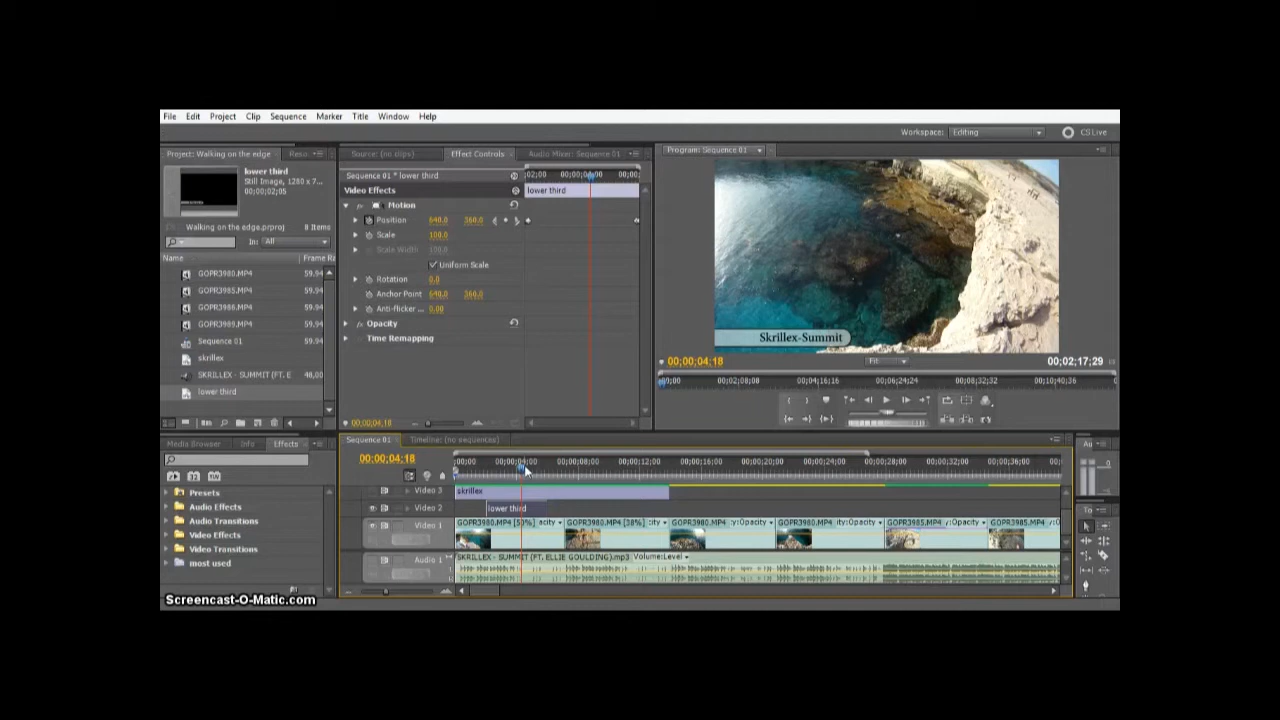 File Edit Project Clip Sequence Marker Title Window Help
Workspace: Editing CS Live
Project: Walking on the edge Reso
Source: (no clips) Effect Controls Audio Mixer: Sequence 01
Program: Sequence 01
lower third
Still Image, 1280 x 7...
00;00;02;05
Walking on the edge.prproj 8 Items
In: All
Name Frame Ra
GOPR3980.MP4 59.94
GOPR3985.MP4 59.94
GOPR3988.MP4 59.94
GOPR3989.MP4 59.94
Sequence 01 59.94
skrillex
SKRILLEX - SUMMIT (FT. E 48,00
lower third
Sequence 01 * lower third
;02;00 00;00;04;00 00;00;
Video Effects
lower third
Motion
Position 640.0 360.0
Scale 100.0
Scale Width 100.0
Uniform Scale
Rotation 0.0
Anchor Point 640.0 360.0
Anti-flicker ... 0.00
Opacity
Time Remapping
00;00;04;18
Skrillex-Summit
00;00;04;18 Fit 00;02;17;29
;00;00 00;02;08;08 00;04;16;16 00;06;24;24 00;08;32;32 00;10;40;36
Media Browser Info Effects
Presets
Audio Effects
Audio Transitions
Video Effects
Video Transitions
most used
Sequence 01 Timeline: (no sequences)
00;00;04;18
;00;00 00;00;04;00 00;00;08;00 00;00;12;00 00;00;16;00 00;00;20;00 00;00;24;00 00;00;28;00 00;00;32;00 00;00;36;00 00;
Video 3 skrillex
Video 2 lower third
Video 1 GOPR3980.MP4 [50%] acity GOPR3980.MP4 [38%] ity:Opacity GOPR3980.MP4 y:Opacity GOPR3980.MP4 ity:Opacity GOPR3985.MP4 y:Opacity GOPR3985.MP4 y:O
Audio 1 SKRILLEX - SUMMIT (FT. ELLIE GOULDING).mp3 Volume:Level
Au
To
Screencast-O-Matic.com